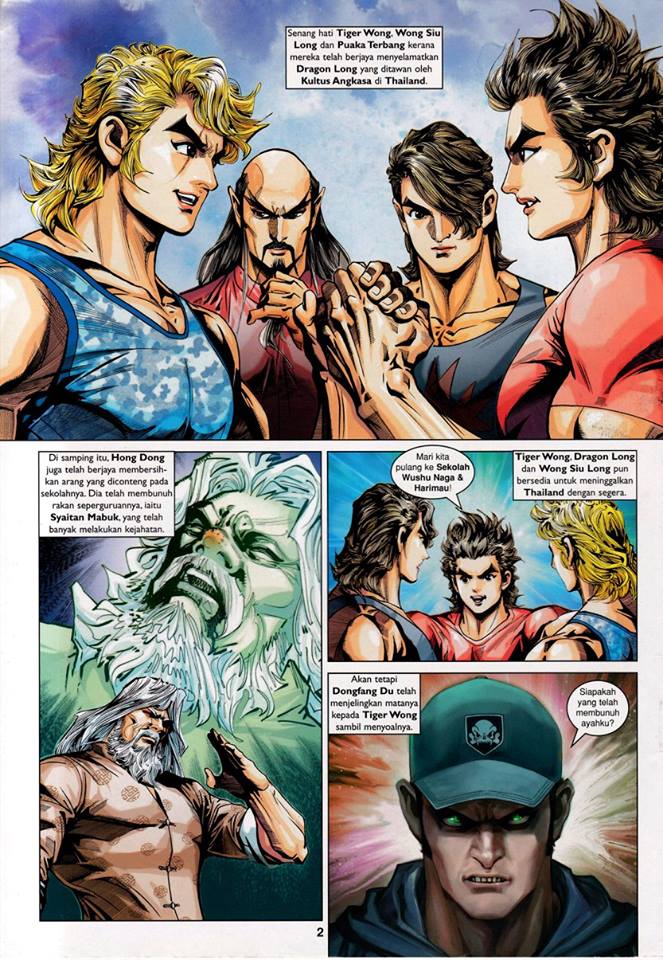 Senang hati Tiger Wong, Wong Siu
Long dan Puaka Terbang kerana
mereka telah berjaya menyelamatkan
Dragon Long yang ditawan oleh
Kultus Angkasa di Thailand.
Di samping itu, Hong Dong
juga telah berjaya membersih-
kan arang yang diconteng pada
sekolahnya. Dia telah membunuh
rakan seperguruannya, iaitu
Syaitan Mabuk, yang telah
banyak melakukan kejahatan.
Mari kita
pulang ke Sekolah
Wushu Naga &
Harimau!
Tiger Wong, Dragon Long
dan Wong Siu Long pun
bersedia untuk meninggalkan
Thailand dengan segera.
Akan tetapi
Dongfang Du telah
menjelingkan matanya
kepada Tiger Wong
sambil menyoalnya.
Siapakah
yang telah
membunuh
ayahku?
2